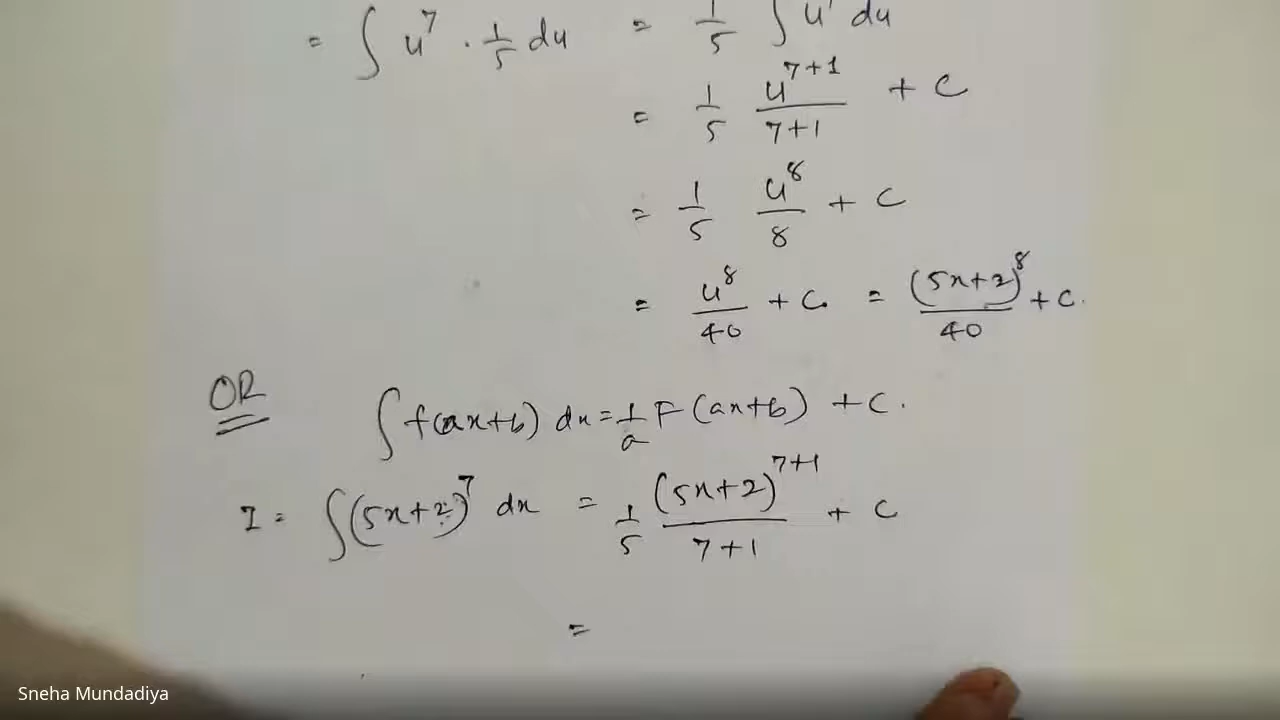 = ∫ u^7 · 1/5 du = 1/5 ∫ u^7 du
= 1/5 u^(7+1)/(7+1) + C
= 1/5 u^8/8 + C
= u^8/40 + C. = (5x+2)^8/40 + C.
OR
∫ f(ax+b) dx = 1/a F(ax+b) + C.
I = ∫ (5x+2)^7 dx = 1/5 (5x+2)^(7+1)/(7+1) + C
=
Sneha Mundadiya